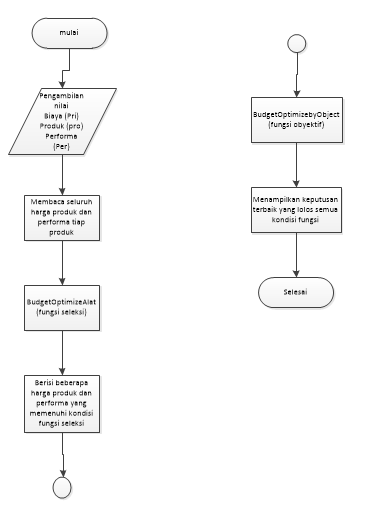 mulai
Pengambilan
nilai
Biaya (Pri)
Produk (pro)
Performa
(Per)
Membaca seluruh
harga produk dan
performa tiap
produk
BudgetOptimizeAlat
(fungsi seleksi)
Berisi beberapa
harga produk dan
performa yang
memenuhi kondisi
fungsi seleksi
BudgetOptimizebyObject
(fungsi obyektif)
Menampilkan keputusan
terbaik yang lolos semua
kondisi fungsi
Selesai